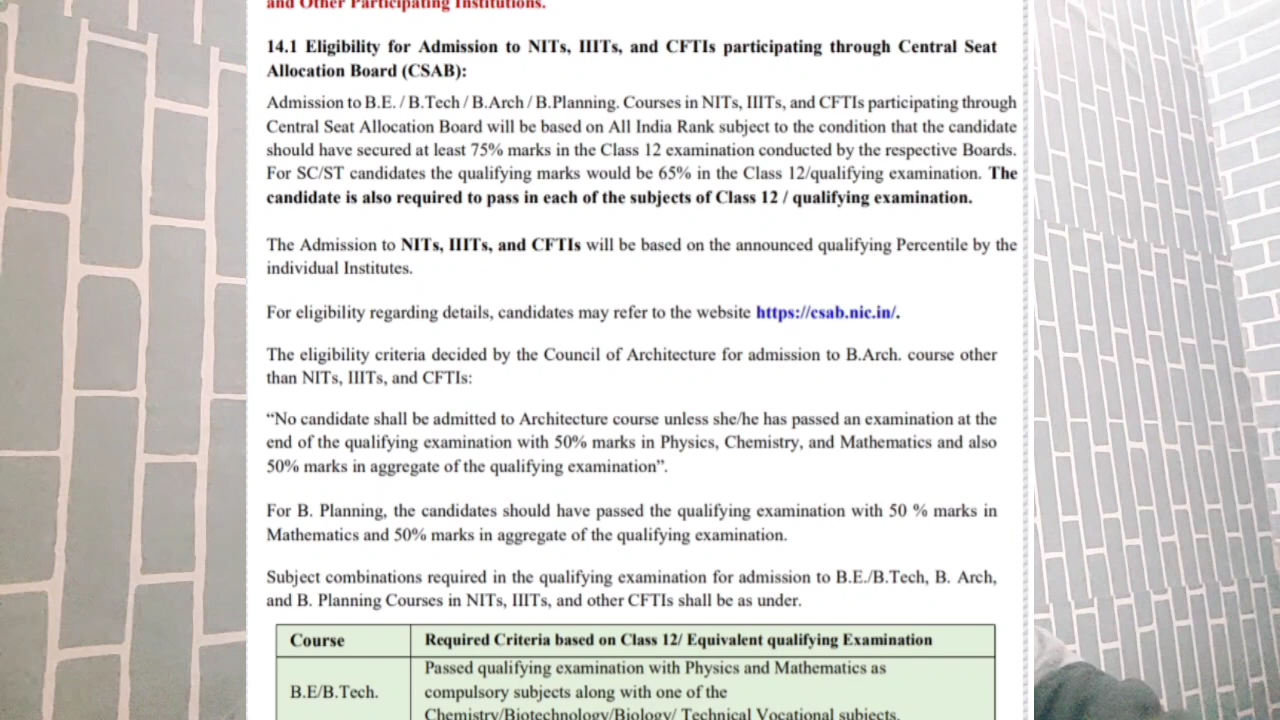 and Other Participating Institutions.
14.1 Eligibility for Admission to NITs, IIITs, and CFTIs participating through Central Seat
Allocation Board (CSAB):
Admission to B.E. / B.Tech / B.Arch / B.Planning. Courses in NITs, IIITs, and CFTIs participating through
Central Seat Allocation Board will be based on All India Rank subject to the condition that the candidate
should have secured at least 75% marks in the Class 12 examination conducted by the respective Boards.
For SC/ST candidates the qualifying marks would be 65% in the Class 12/qualifying examination. The
candidate is also required to pass in each of the subjects of Class 12 / qualifying examination.
The Admission to NITs, IIITs, and CFTIs will be based on the announced qualifying Percentile by the
individual Institutes.
For eligibility regarding details, candidates may refer to the website https://csab.nic.in/.
The eligibility criteria decided by the Council of Architecture for admission to B.Arch. course other
than NITs, IIITs, and CFTIs:
“No candidate shall be admitted to Architecture course unless she/he has passed an examination at the
end of the qualifying examination with 50% marks in Physics, Chemistry, and Mathematics and also
50% marks in aggregate of the qualifying examination”.
For B. Planning, the candidates should have passed the qualifying examination with 50 % marks in
Mathematics and 50% marks in aggregate of the qualifying examination.
Subject combinations required in the qualifying examination for admission to B.E./B.Tech, B. Arch,
and B. Planning Courses in NITs, IIITs, and other CFTIs shall be as under.
Course Required Criteria based on Class 12/ Equivalent qualifying Examination
Passed qualifying examination with Physics and Mathematics as
B.E/B.Tech. compulsory subjects along with one of the
Chemistry/Biotechnology/Biology/ Technical Vocational subjects.